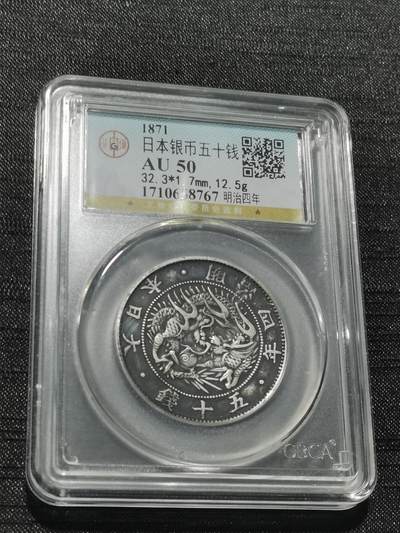 1871
日本银币五十钱
AU 50
32.3*1.7mm,12.5g
明治四年
大日本
明治
四年
五十錢
GBCA